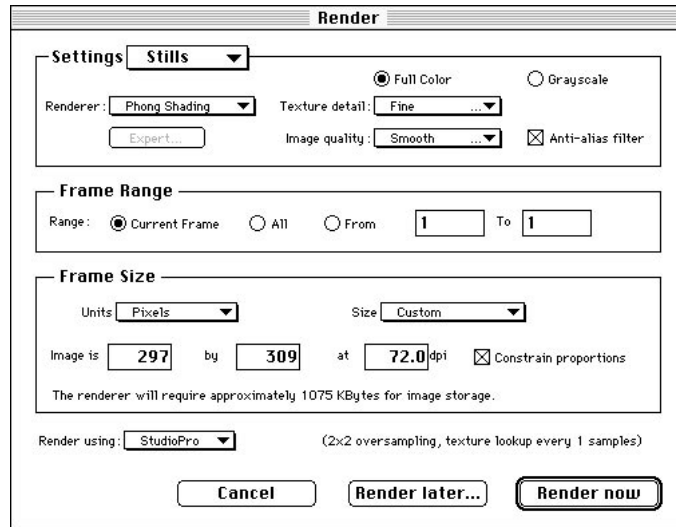 Render
Settings Stills
Full Color Grayscale
Renderer: Phong Shading Texture detail: Fine ...
Expert... Image quality: Smooth ... Anti-alias filter
Frame Range
Range: Current Frame All From 1 To 1
Frame Size
Units Pixels Size Custom
Image is 297 by 309 at 72.0 dpi Constrain proportions
The renderer will require approximately 1075 KBytes for image storage.
Render using: StudioPro (2x2 oversampling, texture lookup every 1 samples)
Cancel Render later... Render now